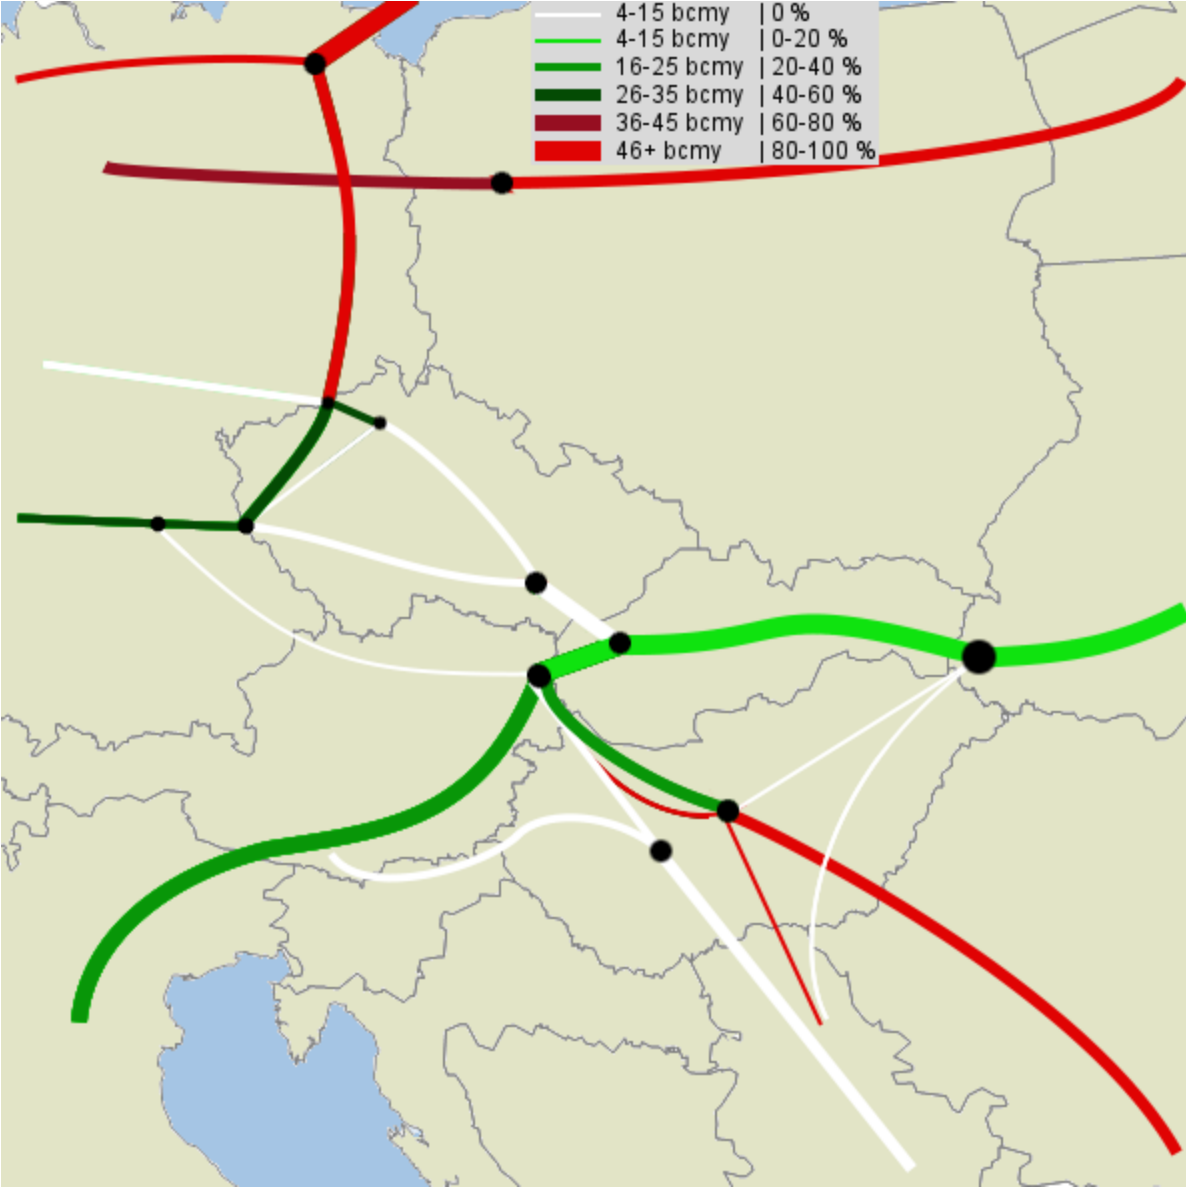 4-15 bcmy | 0 %
4-15 bcmy | 0-20 %
16-25 bcmy | 20-40 %
26-35 bcmy | 40-60 %
36-45 bcmy | 60-80 %
46+ bcmy | 80-100 %